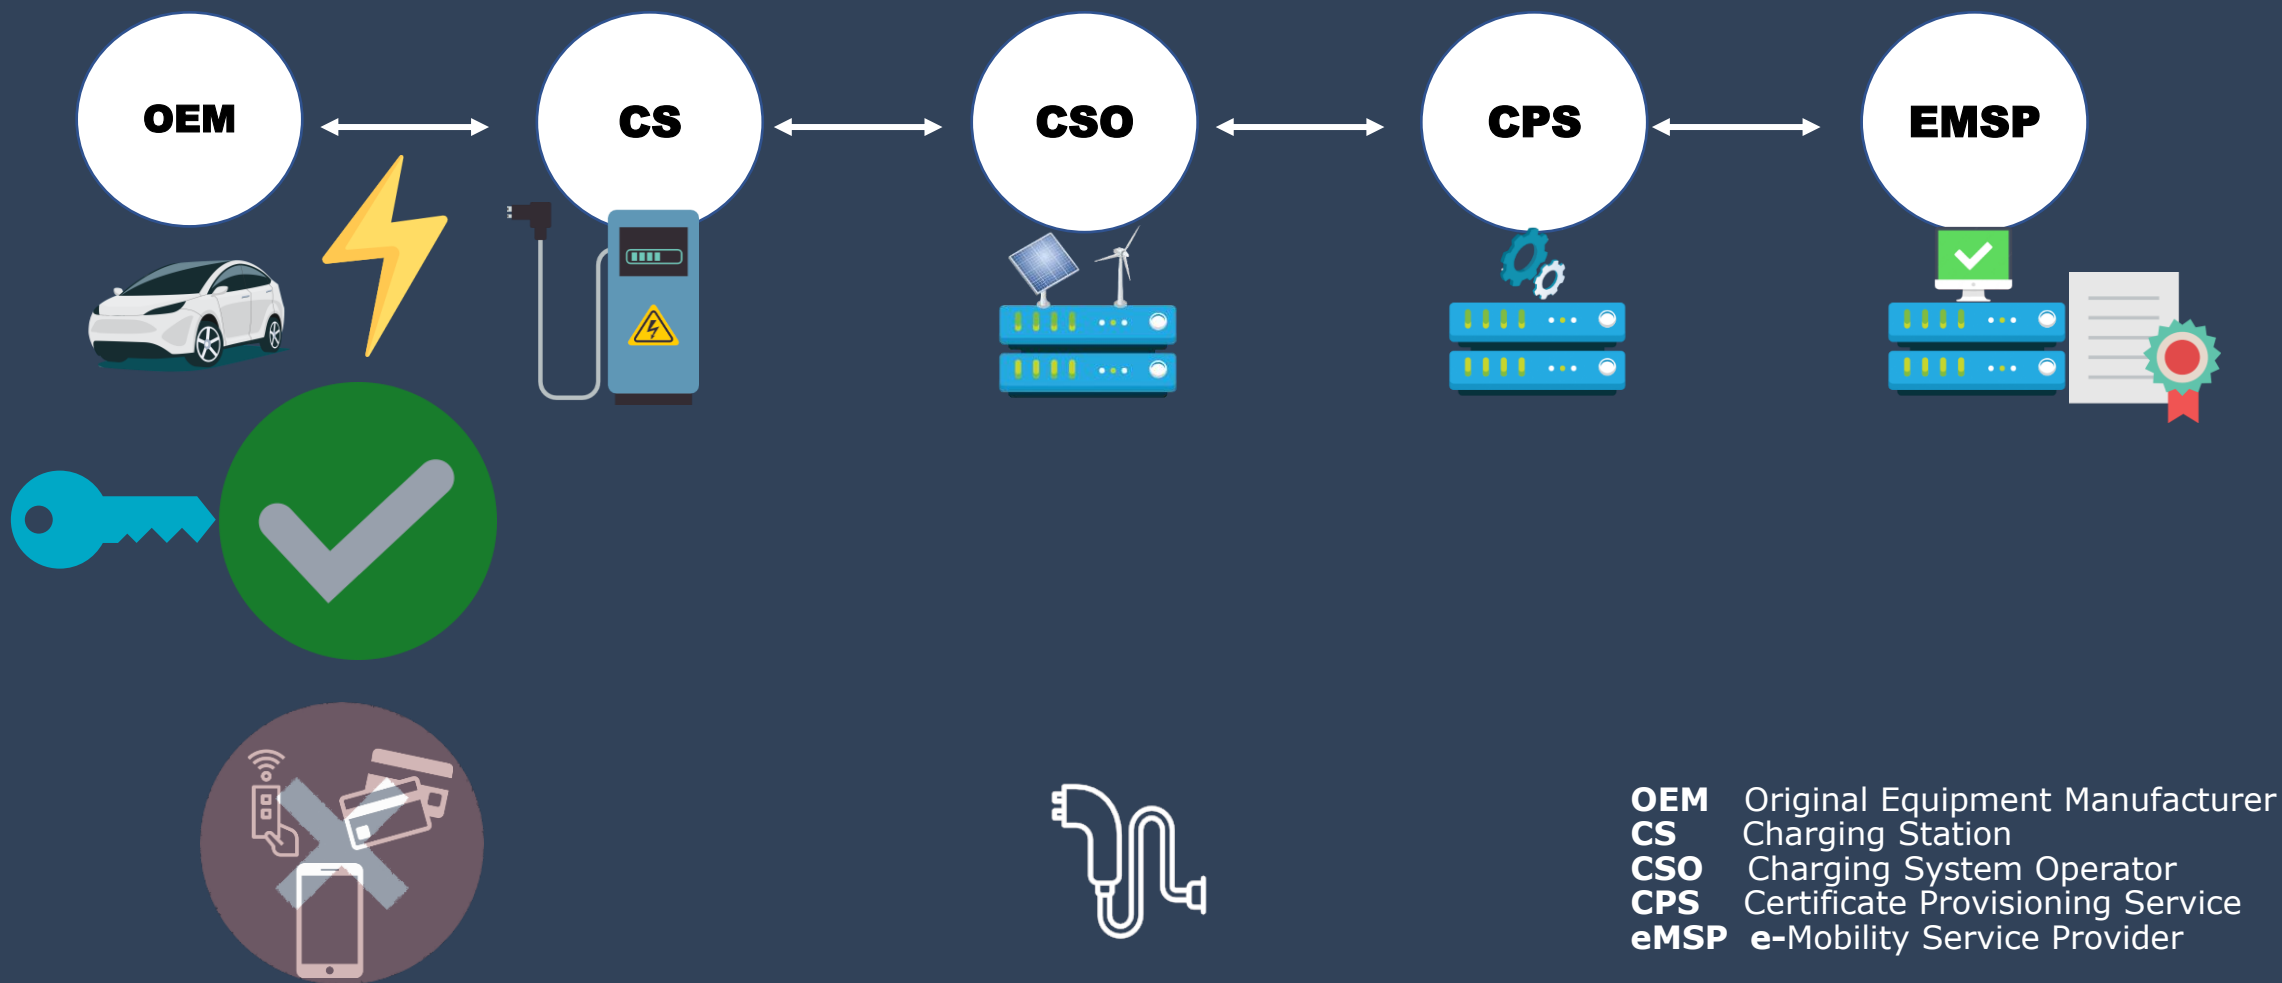 OEM
CS
CSO
CPS
EMSP
OEM Original Equipment Manufacturer
CS Charging Station
CSO Charging System Operator
CPS Certificate Provisioning Service
eMSP e-Mobility Service Provider